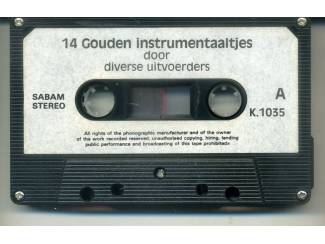 14 Gouden instrumentaaltjes
door
diverse uitvoerders
SABAM
STEREO
A
K.1035
All rights of the phonographic manufacturer and of the owner
of the work recorded reserved, unauthorised copying, hiring, lending
public performance and broadcasting of this tape prohibited»